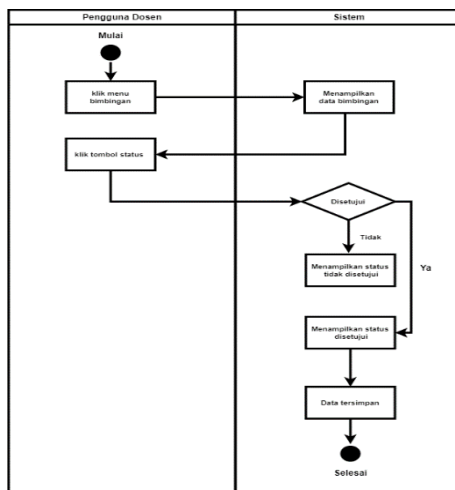 Pengguna Dosen
Sistem
Mulai
klik menu
bimbingan
Menampilkan
data bimbingan
klik tombol status
Disetujui
Tidak
Menampilkan status
tidak disetujui
Ya
Menampilkan status
disetujui
Data tersimpan
Selesai